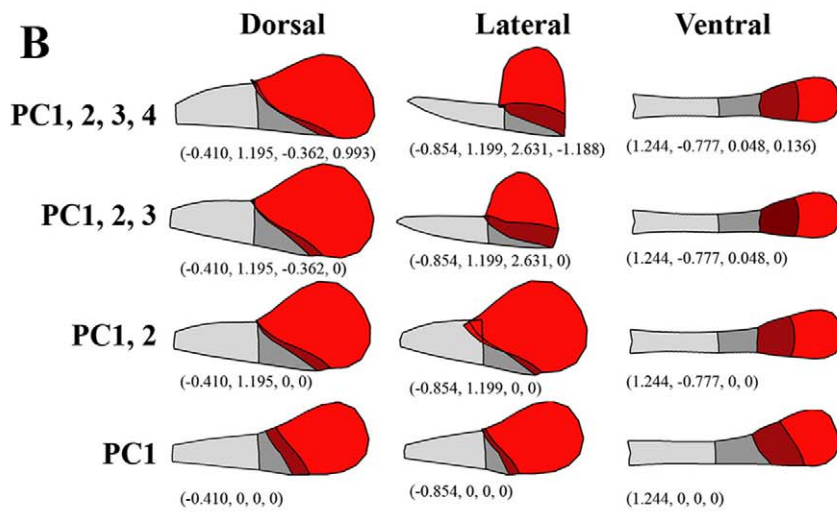 B
Dorsal Lateral Ventral
PC1, 2, 3, 4
(-0.410, 1.195, -0.362, 0.993) (-0.854, 1.199, 2.631, -1.188) (1.244, -0.777, 0.048, 0.136)
PC1, 2, 3
(-0.410, 1.195, -0.362, 0) (-0.854, 1.199, 2.631, 0) (1.244, -0.777, 0.048, 0)
PC1, 2
(-0.410, 1.195, 0, 0) (-0.854, 1.199, 0, 0) (1.244, -0.777, 0, 0)
PC1
(-0.410, 0, 0, 0) (-0.854, 0, 0, 0) (1.244, 0, 0, 0)